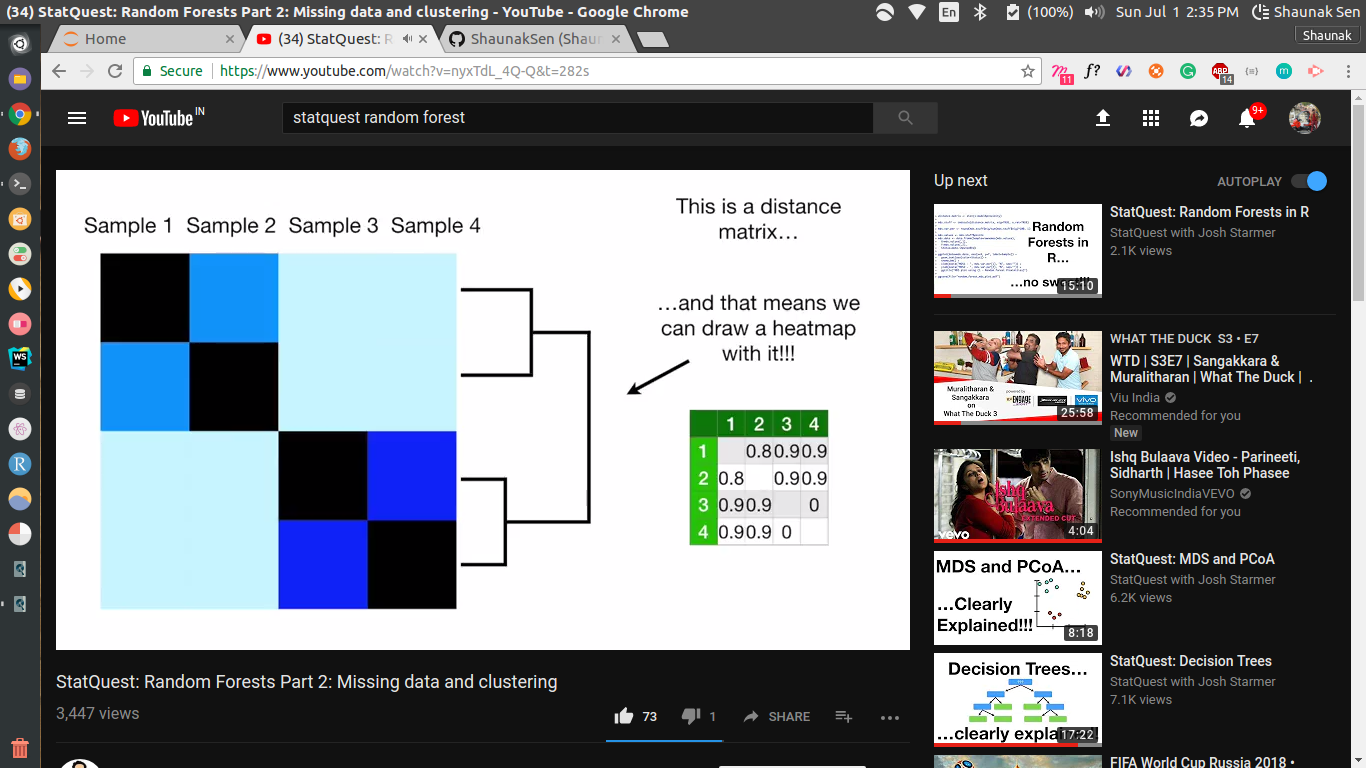 (34) StatQuest: Random Forests Part 2: Missing data and clustering - YouTube - Google Chrome
En
(100%)
Sun Jul 1 2:35 PM
Shaunak Sen
Home
(34) StatQuest: R
ShaunakSen (Shaun
Shaunak
Secure
https://www.youtube.com/watch?v=nyxTdL_4Q-Q&t=282s
11
f?
ABP
14
m
YouTube IN
statquest random forest
9+
Sample 1 Sample 2 Sample 3 Sample 4
This is a distance
matrix…
…and that means we
can draw a heatmap
with it!!!
1 2 3 4
1 0.8 0.9 0.9
2 0.8 0.9 0.9
3 0.9 0.9 0
4 0.9 0.9 0
StatQuest: Random Forests Part 2: Missing data and clustering
3,447 views
73
1
SHARE
Up next
AUTOPLAY
Random
Forests in
R…
…no sw
15:10
StatQuest: Random Forests in R
StatQuest with Josh Starmer
2.1K views
Muralitharan &
Sangakkara
on
What The Duck 3
ENGAGE
vivo
25:58
WHAT THE DUCK S3 • E7
WTD | S3E7 | Sangakkara &
Muralitharan | What The Duck | .
Viu India
Recommended for you
New
Ishq
Bulaava
EXTENDED CUT
vevo
4:04
Ishq Bulaava Video - Parineeti,
Sidharth | Hasee Toh Phasee
SonyMusicIndiaVEVO
Recommended for you
MDS and PCoA…
…Clearly
Explained!!!
8:18
StatQuest: MDS and PCoA
StatQuest with Josh Starmer
6.2K views
Decision Trees…
…clearly explained!
17:22
StatQuest: Decision Trees
StatQuest with Josh Starmer
7.1K views
FIFA World Cup Russia 2018 •
WS
R